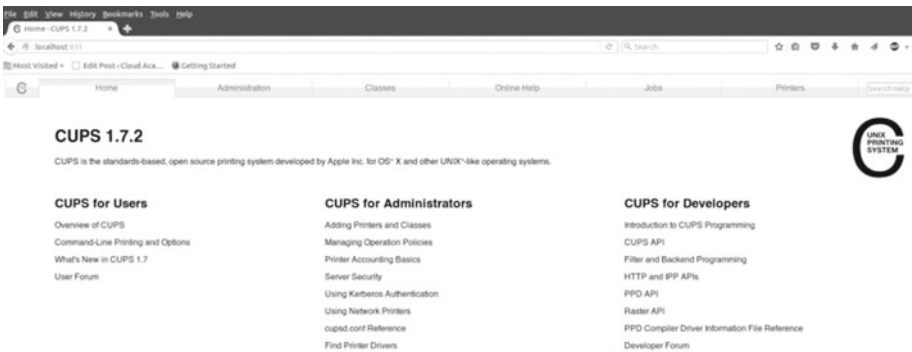 File Edit View History Bookmarks Tools Help
Home - CUPS 1.7.2
localhost:631
Search
Most Visited Edit Post ‹ Cloud Aca... Getting Started
Home Administration Classes Online Help Jobs Printers Search Help
CUPS 1.7.2
UNIX
PRINTING
SYSTEM
CUPS is the standards-based, open source printing system developed by Apple Inc. for OS® X and other UNIX®-like operating systems.
CUPS for Users
Overview of CUPS
Command-Line Printing and Options
What's New in CUPS 1.7
User Forum
CUPS for Administrators
Adding Printers and Classes
Managing Operation Policies
Printer Accounting Basics
Server Security
Using Kerberos Authentication
Using Network Printers
cupsd.conf Reference
Find Printer Drivers
CUPS for Developers
Introduction to CUPS Programming
CUPS API
Filter and Backend Programming
HTTP and IPP APIs
PPD API
Raster API
PPD Compiler Driver Information File Reference
Developer Forum